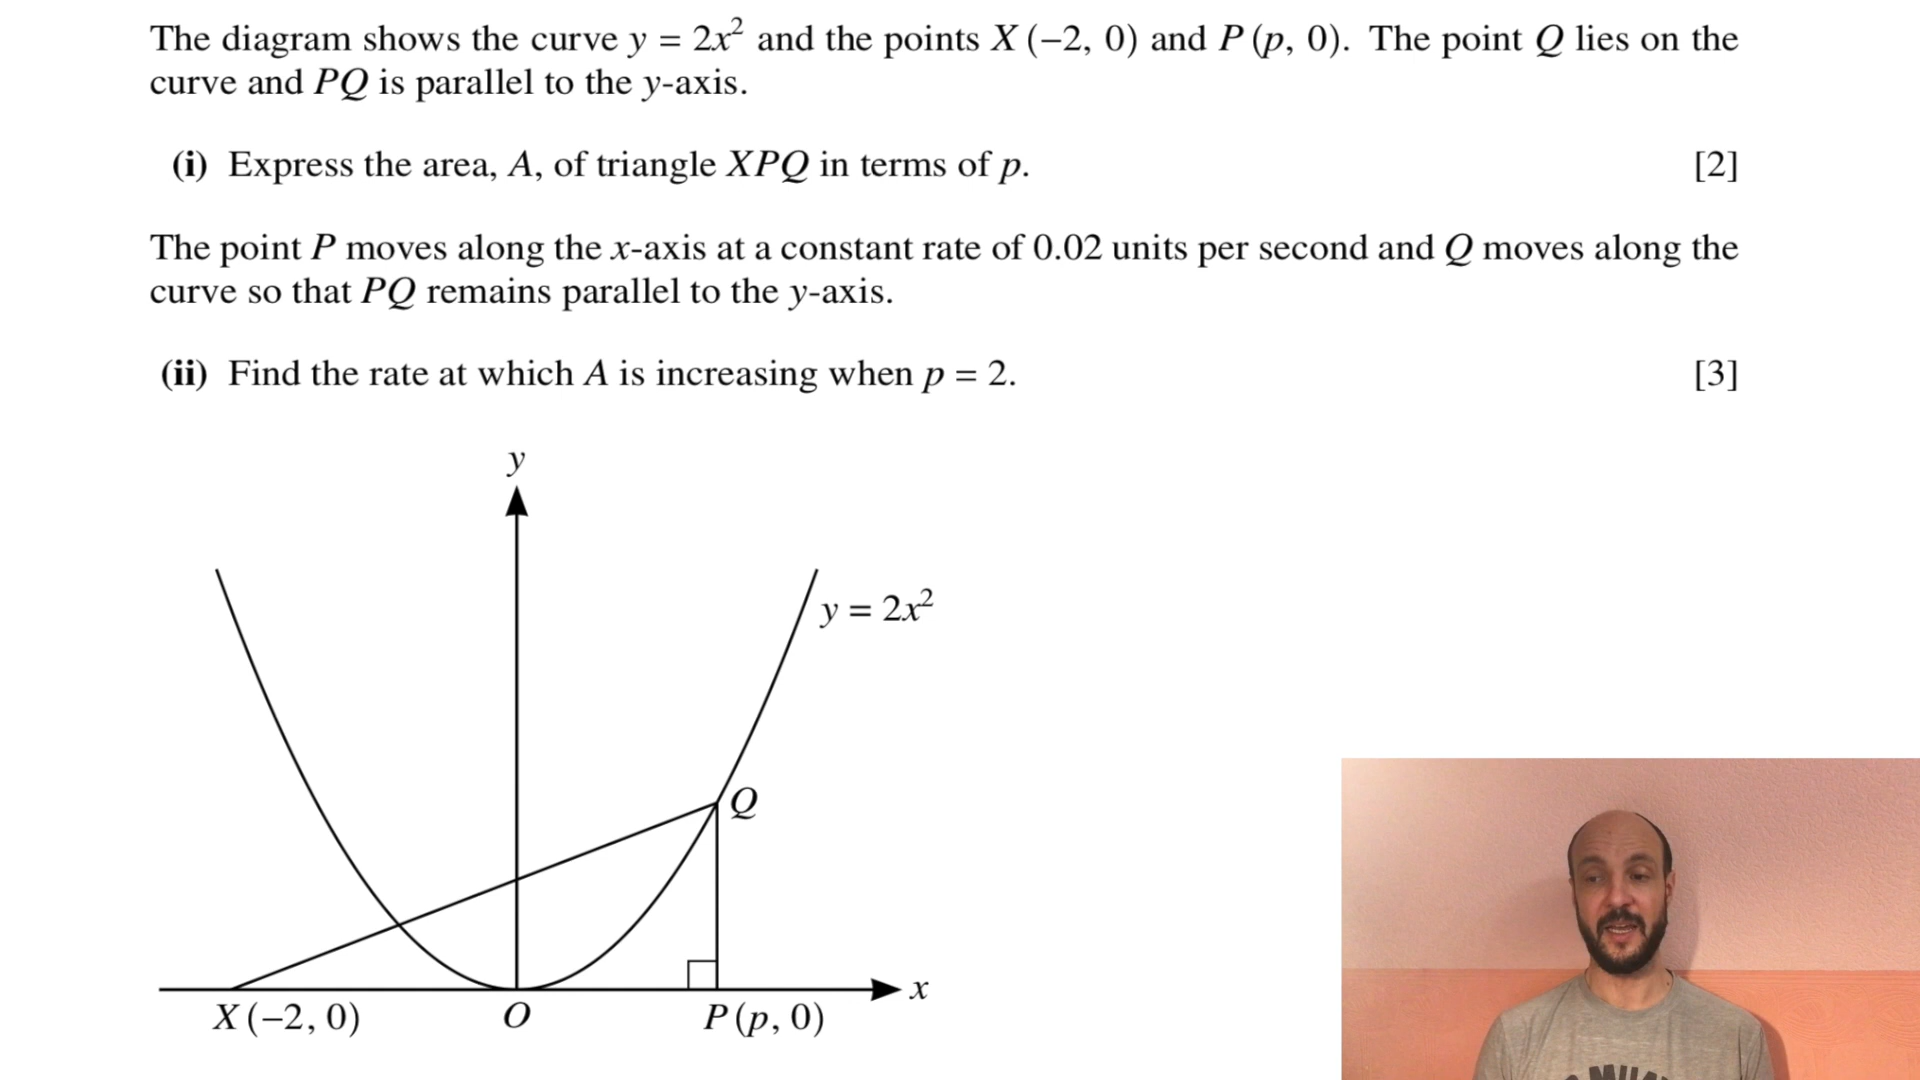 The diagram shows the curve y = 2x² and the points X (−2, 0) and P (p, 0). The point Q lies on the
curve and PQ is parallel to the y-axis.
(i) Express the area, A, of triangle XPQ in terms of p. [2]
The point P moves along the x-axis at a constant rate of 0.02 units per second and Q moves along the
curve so that PQ remains parallel to the y-axis.
(ii) Find the rate at which A is increasing when p = 2. [3]
y
y = 2x²
Q
x
X (−2, 0)
O
P (p, 0)